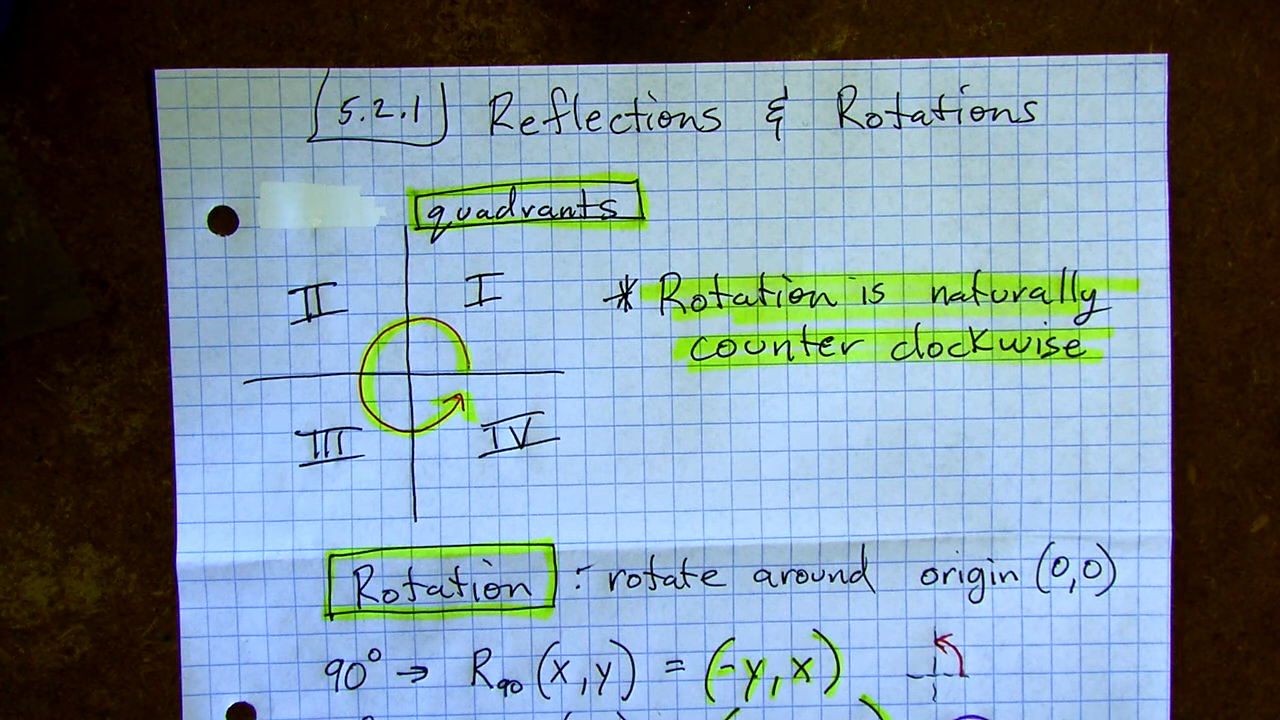 5.2.1 Reflections & Rotations
quadrants
II I
* Rotation is naturally
counter clockwise
III IV
Rotation : rotate around origin (0,0)
90° → R₉₀ (x,y) = (-y,x)